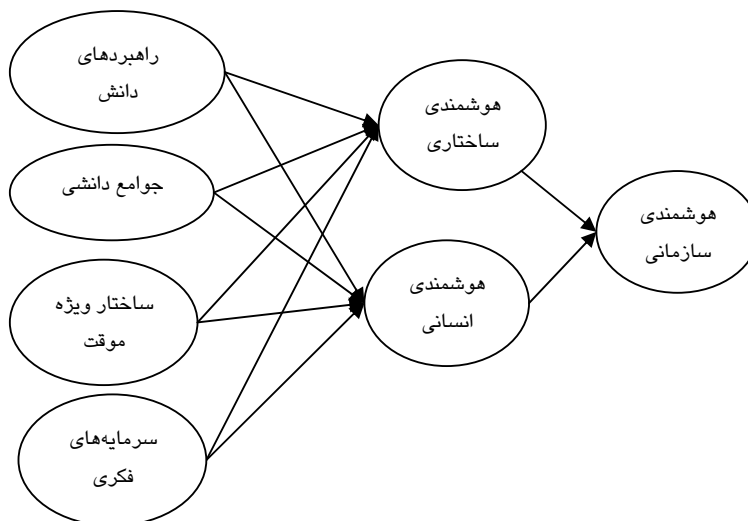 راهبردهای
دانش
جوامع دانشی
ساختار ویژه
موقت
سرمایه‌های
فکری
هوشمندی
ساختاری
هوشمندی
انسانی
هوشمندی
سازمانی